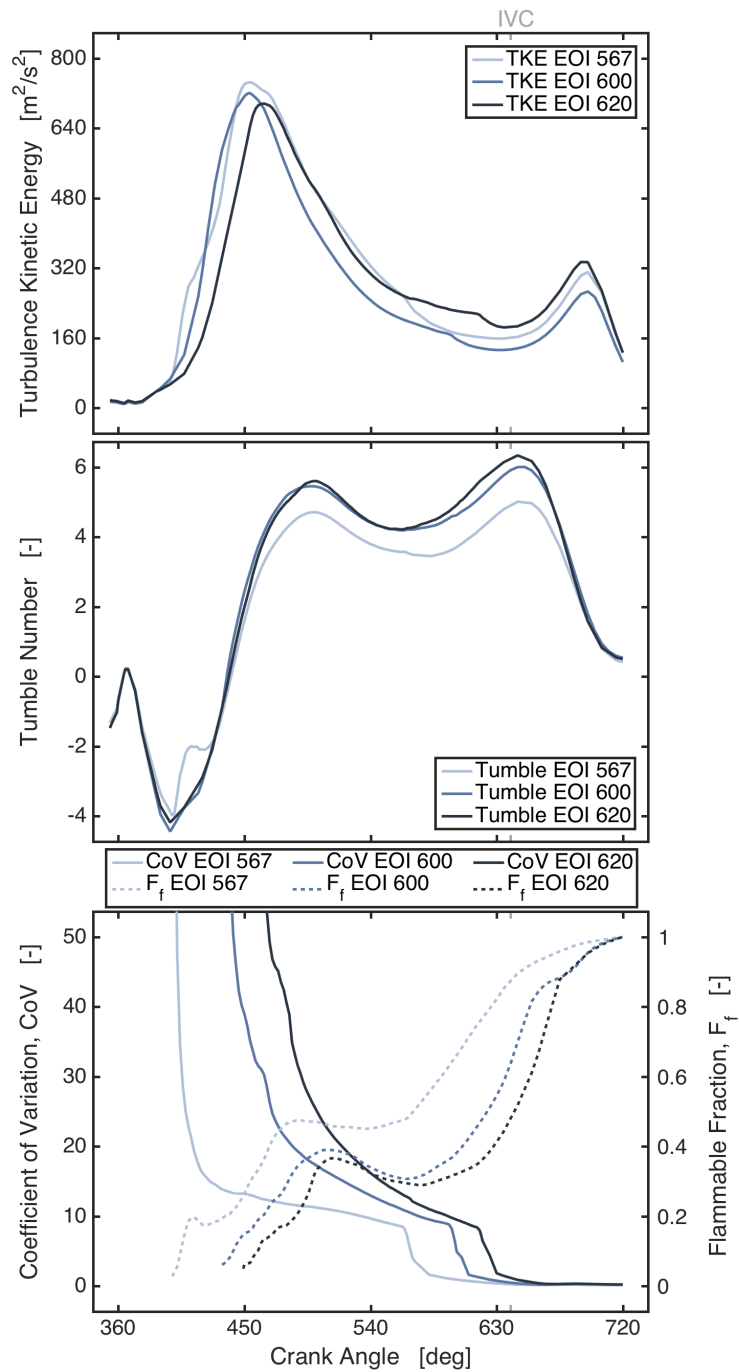 IVC
TKE EOI 567
TKE EOI 600
TKE EOI 620
800
640
480
320
160
0
Turbulence Kinetic Energy [m²/s²]
6
4
2
0
-2
-4
Tumble Number [-]
Tumble EOI 567
Tumble EOI 600
Tumble EOI 620
CoV EOI 567 CoV EOI 600 CoV EOI 620
F_f EOI 567 F_f EOI 600 F_f EOI 620
50
40
30
20
10
0
Coefficient of Variation, CoV [-]
1
0.8
0.6
0.4
0.2
0
Flammable Fraction, F_f [-]
360 450 540 630 720
Crank Angle [deg]